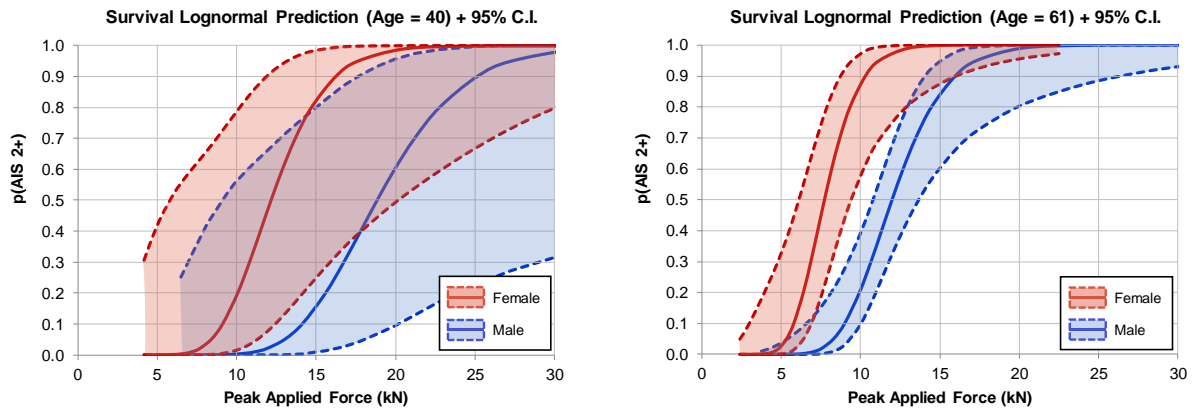 Survival Lognormal Prediction (Age = 40) + 95% C.I.
p(AIS 2+)
1.0
0.9
0.8
0.7
0.6
0.5
0.4
0.3
0.2
0.1
0.0
0 5 10 15 20 25 30
Peak Applied Force (kN)
Female
Male
Survival Lognormal Prediction (Age = 61) + 95% C.I.
p(AIS 2+)
1.0
0.9
0.8
0.7
0.6
0.5
0.4
0.3
0.2
0.1
0.0
0 5 10 15 20 25 30
Peak Applied Force (kN)
Female
Male